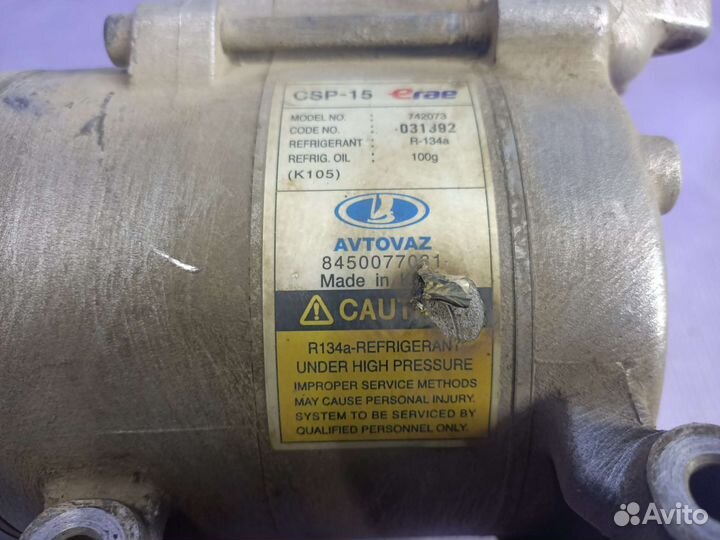 CSP-15 erae
MODEL NO. : 742073
CODE NO. : 031392
REFRIGERANT : R-134a
REFRIG. OIL : 100g
(K105)
AVTOVAZ
8450077031
Made in
R134a-REFRIGERANT
UNDER HIGH PRESSURE
IMPROPER SERVICE METHODS
MAY CAUSE PERSONAL INJURY.
SYSTEM TO BE SERVICED BY
QUALIFIED PERSONNEL ONLY.
Avito